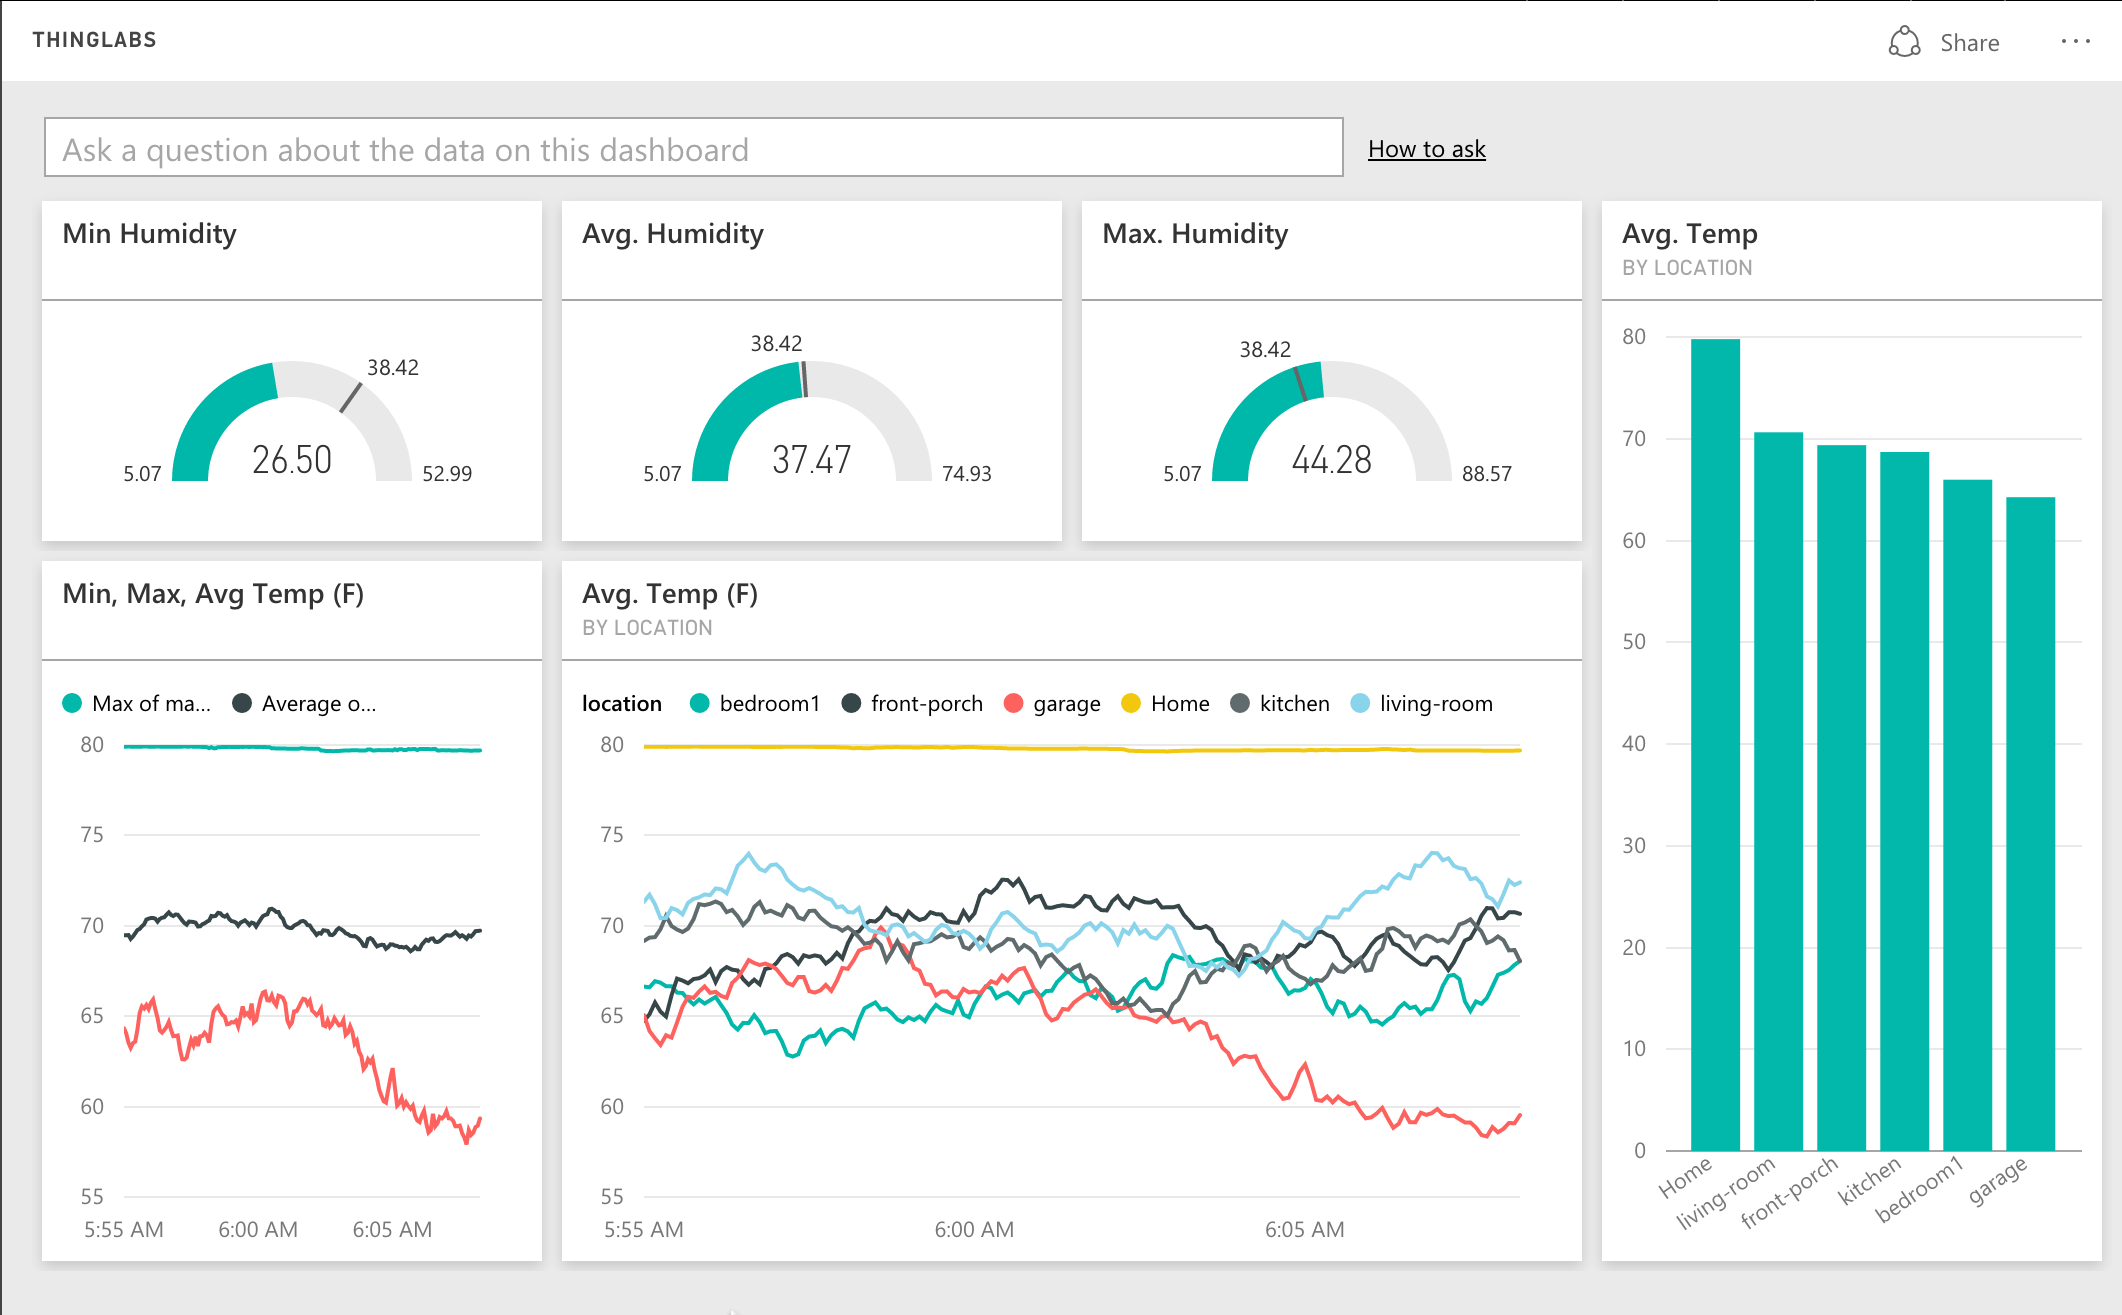 THINGLABS
Share ...
Ask a question about the data on this dashboard
How to ask
Min Humidity
38.42
26.50
5.07
52.99
Avg. Humidity
38.42
37.47
5.07
74.93
Max. Humidity
38.42
44.28
5.07
88.57
Avg. Temp
BY LOCATION
80
70
60
50
40
30
20
10
0
Home
living-room
front-porch
kitchen
bedroom1
garage
Min, Max, Avg Temp (F)
Max of ma... Average o...
80
75
70
65
60
55
5:55 AM 6:00 AM 6:05 AM
Avg. Temp (F)
BY LOCATION
location bedroom1 front-porch garage Home kitchen living-room
80
75
70
65
60
55
5:55 AM 6:00 AM 6:05 AM